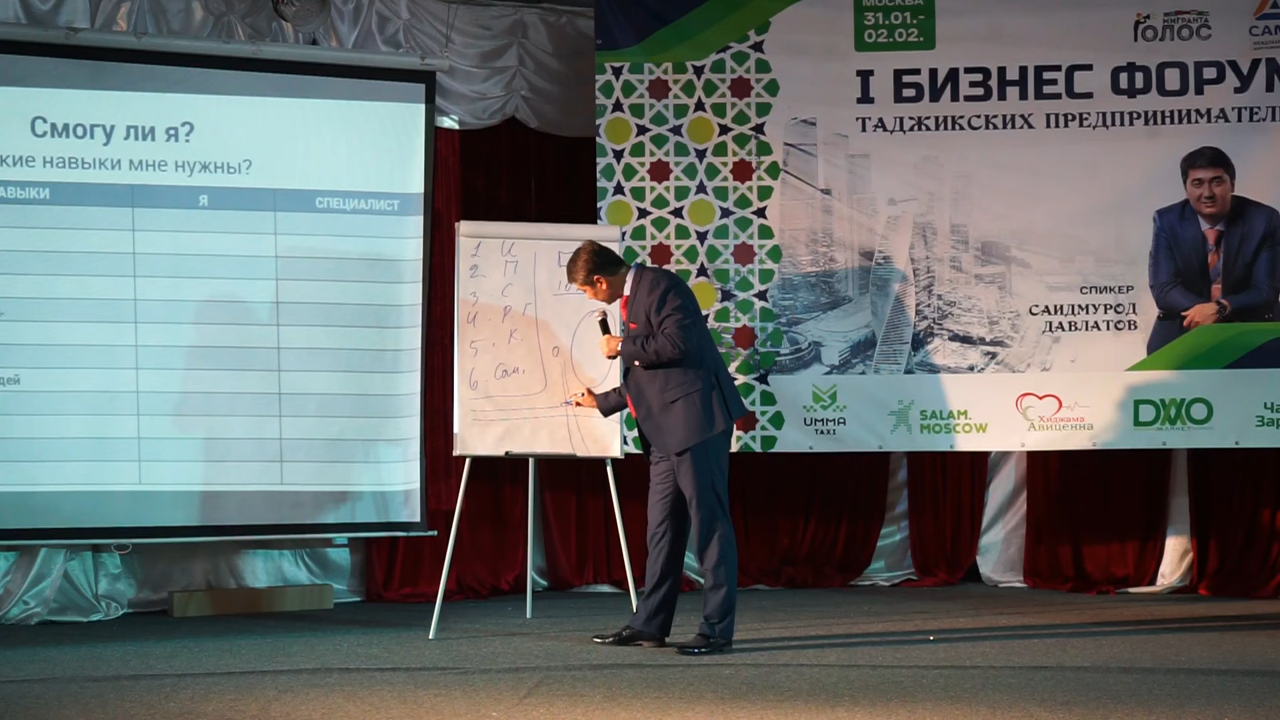 Смогу ли я?
кие навыки мне нужны?
АВЫКИ Я СПЕЦИАЛИСТ
дей
1. И
2. П
3. С
4. Р. Г
5. К.
6. Сам.
МОСКВА
31.01.-
02.02.
ГОЛОС
МИГРАНТА
I БИЗНЕС ФОРУМ
ТАДЖИКСКИХ ПРЕДПРИНИМАТЕЛ
СПИКЕР
САИДМУРОД
ДАВЛАТОВ
UMMA
TAXI
SALAM.
MOSCOW
Хиджама
Авиценна